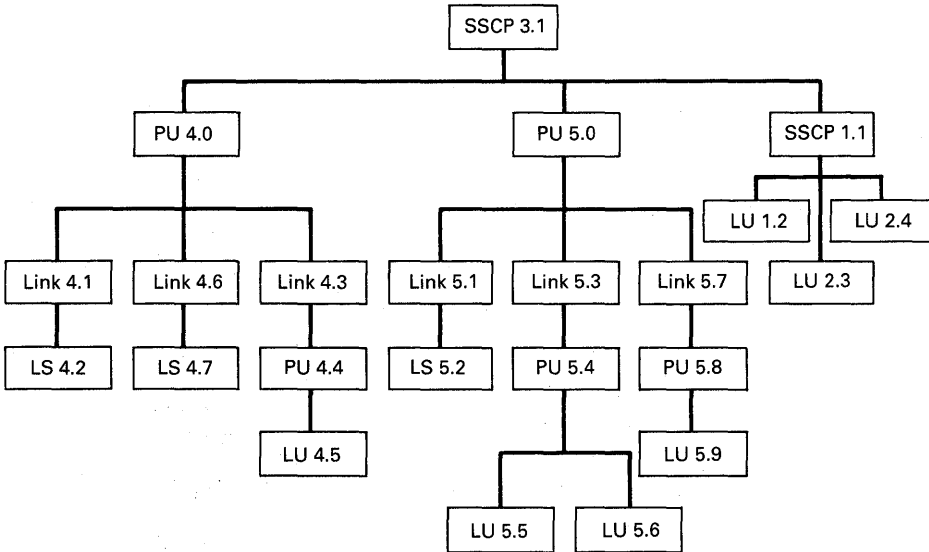 SSCP 3.1
PU 4.0
PU 5.0
SSCP 1.1
LU 1.2
LU 2.4
Link 4.1
Link 4.6
Link 4.3
Link 5.1
Link 5.3
Link 5.7
LU 2.3
LS 4.2
LS 4.7
PU 4.4
LS 5.2
PU 5.4
PU 5.8
LU 4.5
LU 5.9
LU 5.5
LU 5.6